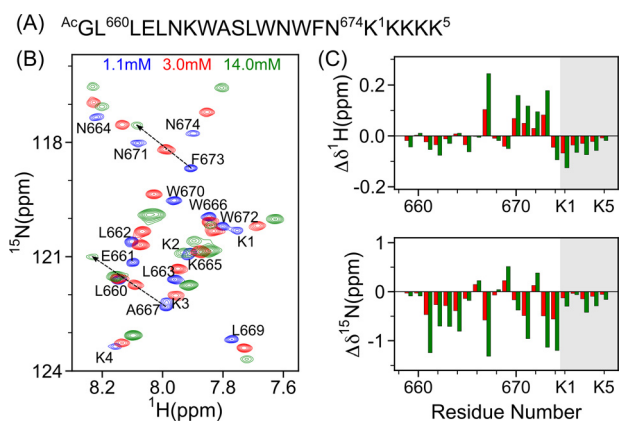 (A) AcGL660LELNKWASLWNWFN674K1KKKK5
(B) 1.1mM 3.0mM 14.0mM
(C)
N664
N674
N671
F673
W670
W666
W672
K1
L662
K2
E661
K665
L663
L660
K3
A667
L669
K4
118
121
124
15N(ppm)
8.2 8.0 7.8 7.6
1H(ppm)
0.2
0.0
-0.2
Δδ1H(ppm)
660 670 K1 K5
1
0
-1
Δδ15N(ppm)
660 670 K1 K5
Residue Number